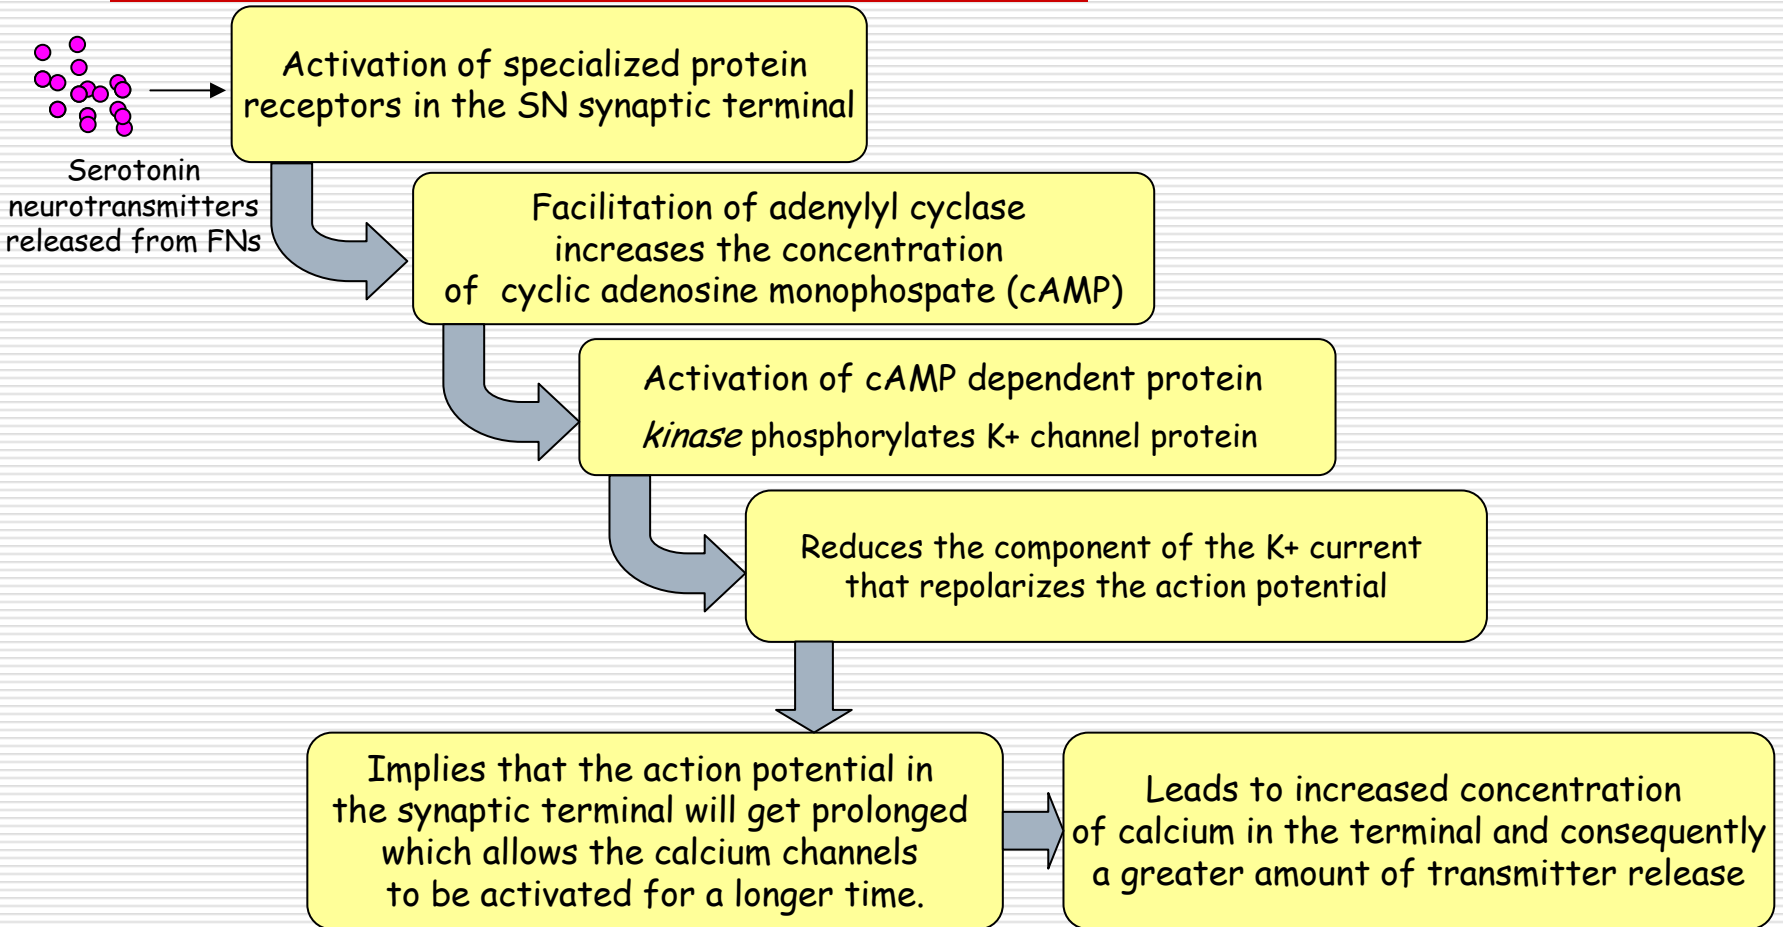 Activation of specialized protein
receptors in the SN synaptic terminal
Serotonin
neurotransmitters
released from FNs
Facilitation of adenylyl cyclase
increases the concentration
of cyclic adenosine monophospate (cAMP)
Activation of cAMP dependent protein
kinase phosphorylates K+ channel protein
Reduces the component of the K+ current
that repolarizes the action potential
Implies that the action potential in
the synaptic terminal will get prolonged
which allows the calcium channels
to be activated for a longer time.
Leads to increased concentration
of calcium in the terminal and consequently
a greater amount of transmitter release